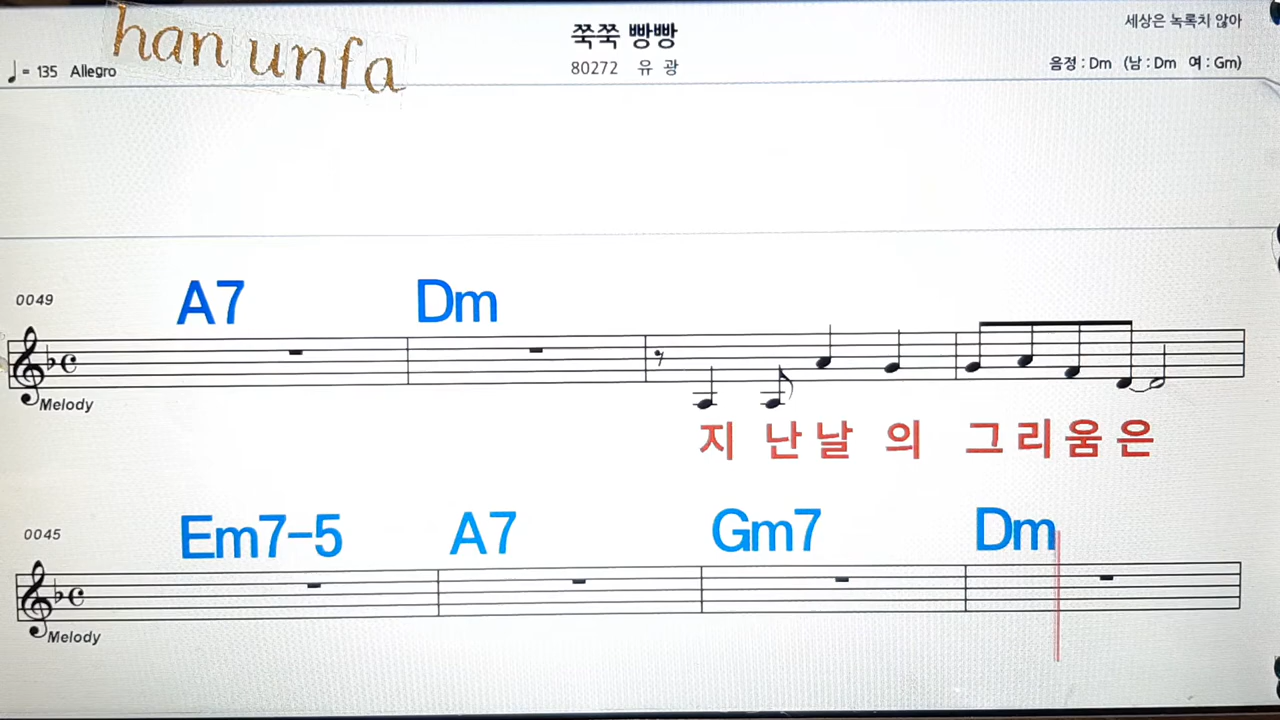 han unfa
쭉쭉 빵빵
세상은 녹록치 않아
♩= 135 Allegro
80272 유 광
음정 : Dm (남 : Dm 여 : Gm)
0049
A7 Dm
Melody
지 난 날 의 그 리 움 은
0045
Em7-5 A7 Gm7 Dm
Melody